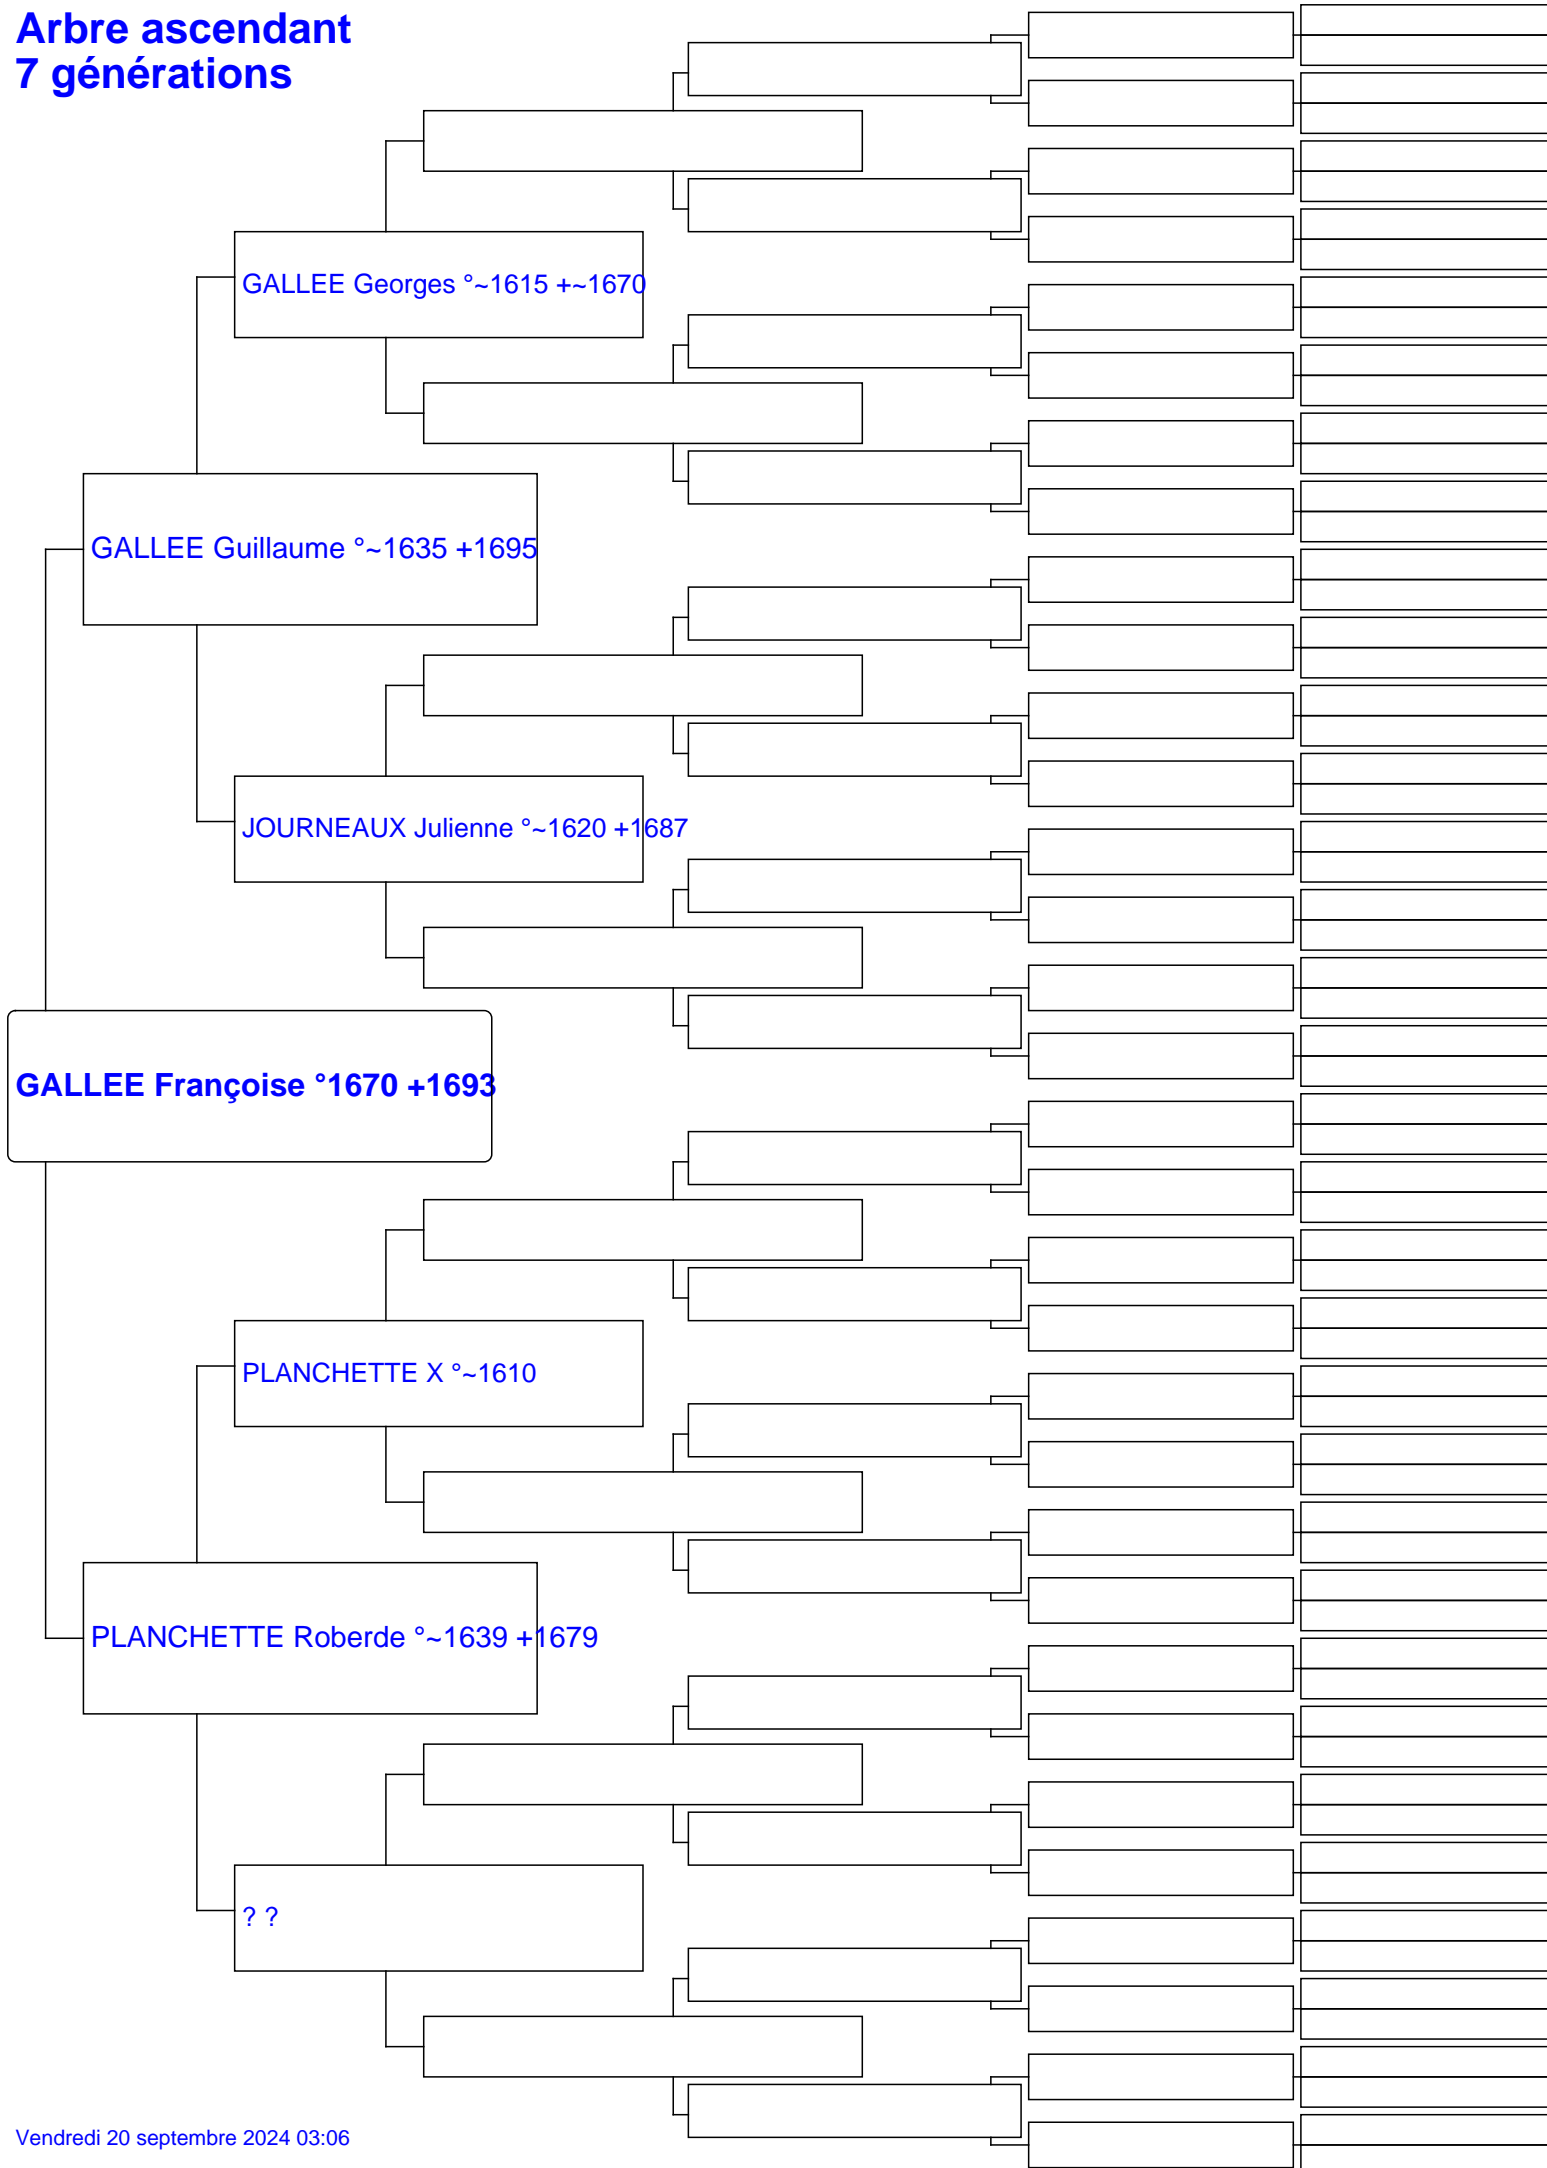 Arbre ascendant
7 générations
GALLEE Georges °~1615 +~1670
GALLEE Guillaume °~1635 +1695
JOURNEAUX Julienne °~1620 +1687
GALLEE Françoise °1670 +1693
PLANCHETTE X °~1610
PLANCHETTE Roberde °~1639 +1679
? ?
Vendredi 20 septembre 2024 03:06